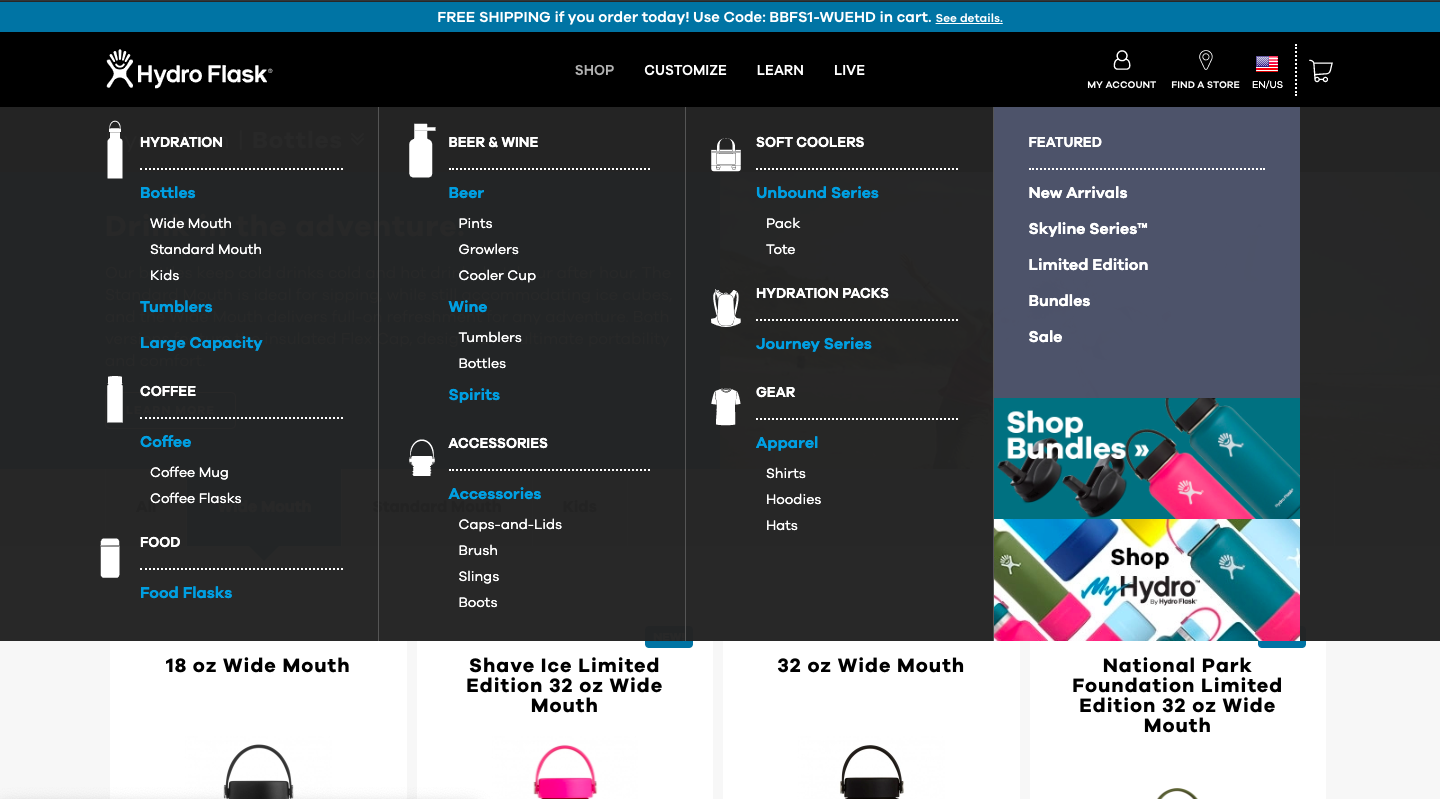 FREE SHIPPING if you order today! Use Code: BBFS1-WUEHD in cart. See details.
Hydro Flask®
SHOP
CUSTOMIZE
LEARN
LIVE
MY ACCOUNT
FIND A STORE
EN/US
HYDRATION
Bottles
Wide Mouth
Standard Mouth
Kids
Tumblers
Large Capacity
COFFEE
Coffee
Coffee Mug
Coffee Flasks
FOOD
Food Flasks
BEER & WINE
Beer
Pints
Growlers
Cooler Cup
Wine
Tumblers
Bottles
Spirits
ACCESSORIES
Accessories
Caps-and-Lids
Brush
Slings
Boots
SOFT COOLERS
Unbound Series
Pack
Tote
HYDRATION PACKS
Journey Series
GEAR
Apparel
Shirts
Hoodies
Hats
FEATURED
New Arrivals
Skyline Series™
Limited Edition
Bundles
Sale
Shop
Bundles »
Shop
My Hydro™
By Hydro Flask®
18 oz Wide Mouth
Shave Ice Limited
Edition 32 oz Wide
Mouth
32 oz Wide Mouth
National Park
Foundation Limited
Edition 32 oz Wide
Mouth